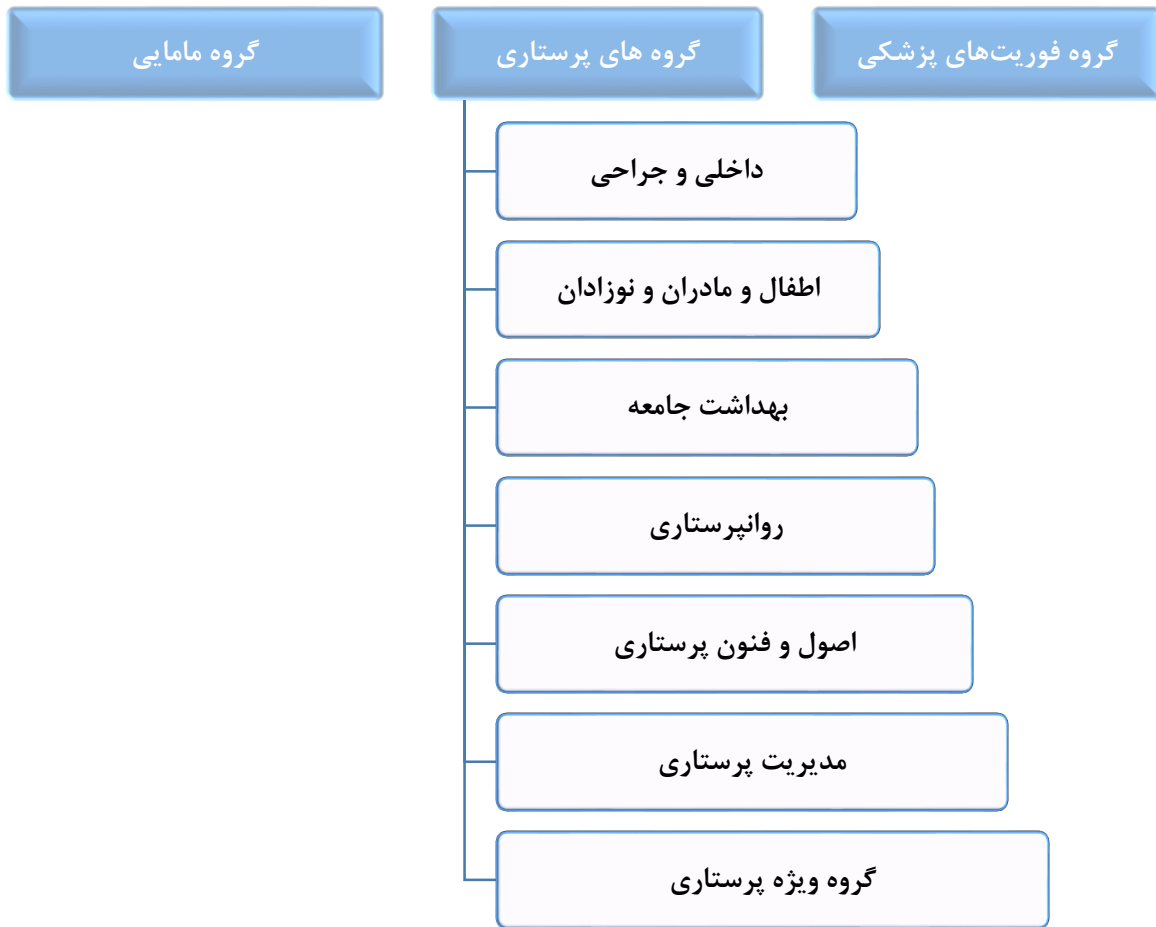 گروه فوریت‌های پزشکی
گروه های پرستاری
گروه مامایی
داخلی و جراحی
اطفال و مادران و نوزادان
بهداشت جامعه
روانپرستاری
اصول و فنون پرستاری
مدیریت پرستاری
گروه ویژه پرستاری